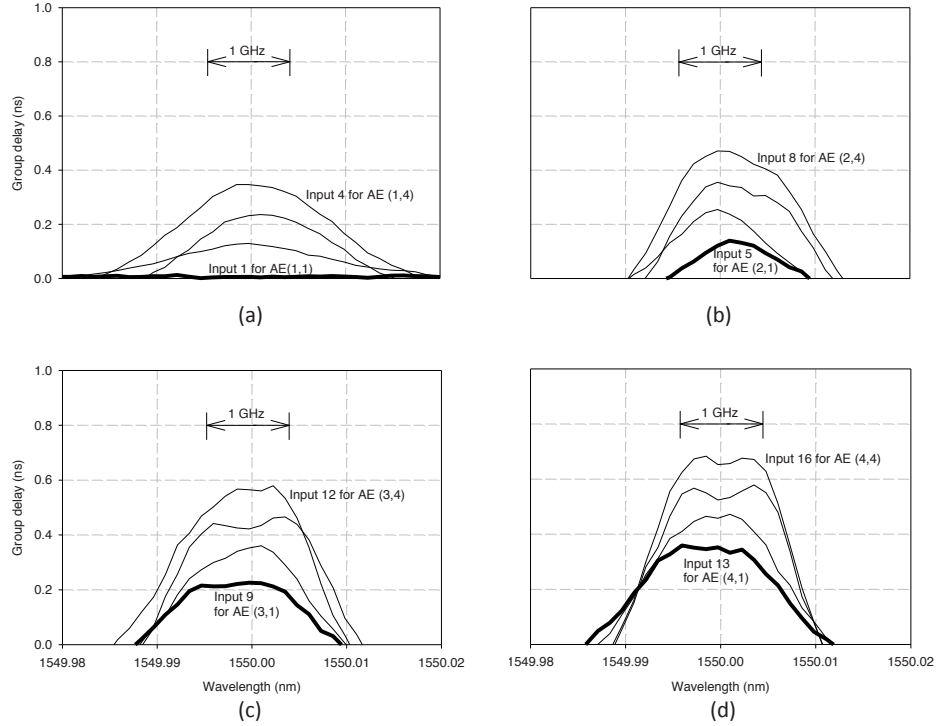 1.0
0.8
0.6
0.4
0.2
0.0
Group delay (ns)
1 GHz
Input 4 for AE (1,4)
Input 1 for AE(1,1)
(a)
1 GHz
Input 8 for AE (2,4)
Input 5
for AE (2,1)
(b)
1.0
0.8
0.6
0.4
0.2
0.0
Group delay (ns)
1 GHz
Input 12 for AE (3,4)
Input 9
for AE (3,1)
1549.98 1549.99 1550.00 1550.01 1550.02
Wavelength (nm)
(c)
1 GHz
Input 16 for AE (4,4)
Input 13
for AE (4,1)
1549.98 1549.99 1550.00 1550.01 1550.02
Wavelength (nm)
(d)